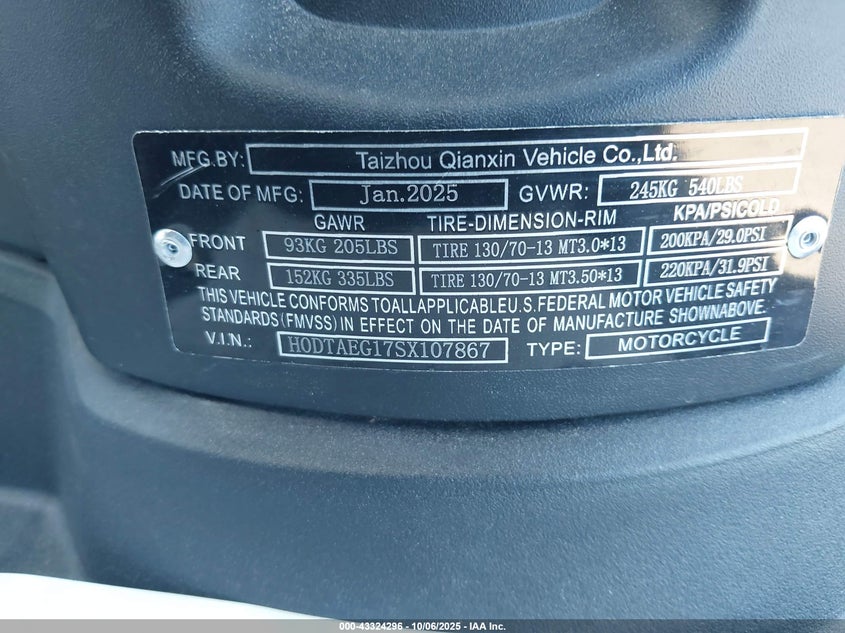 MFG.BY: Taizhou Qianxin Vehicle Co.,Ltd.
DATE OF MFG: Jan.2025 GVWR: 245KG 540LBS
GAWR TIRE-DIMENSION-RIM KPA/PSICOLD
FRONT 93KG 205LBS TIRE 130/70-13 MT3.0*13 200KPA/29.0PSI
REAR 152KG 335LBS TIRE 130/70-13 MT3.50*13 220KPA/31.9PSI
THIS VEHICLE CONFORMS TOALLAPPLICABLEU.S.FEDERAL MOTOR VEHICLE SAFETY
STANDARDS (FMVSS) IN EFFECT ON THE DATE OF MANUFACTURE SHOWNABOVE.
V.I.N.: H0DTAEG17SX107867 TYPE: MOTORCYCLE
000-43324296 - 10/06/2025 - IAA Inc.